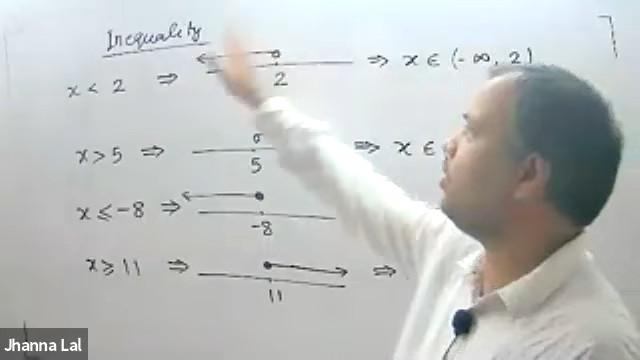 Inequality
x < 2 ⇒ 2 ⇒ x ∈ (-∞, 2)
x > 5 ⇒ 5 ⇒ x ∈
x ≤ -8 ⇒ -8
x ≥ 11 ⇒ 11 ⇒
Jhanna Lal